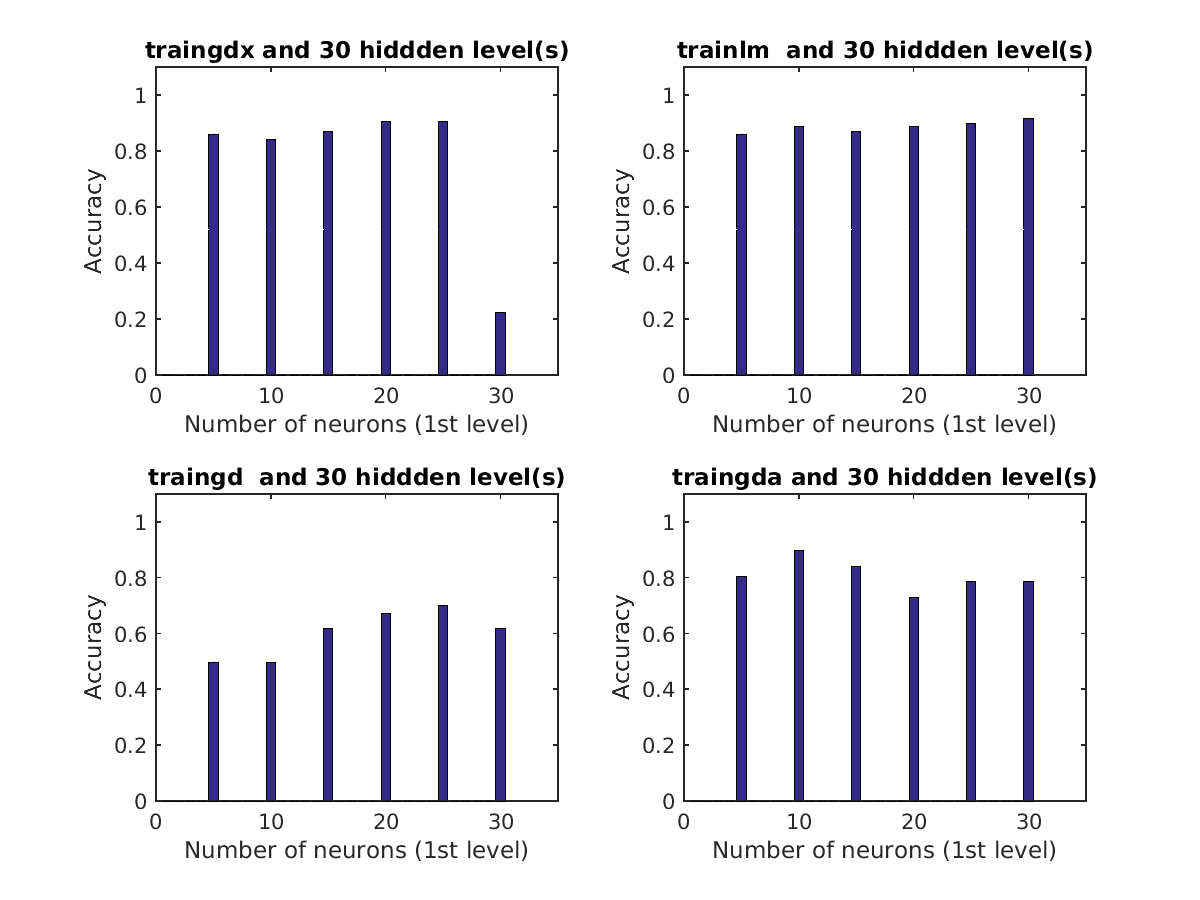 traingdx and 30 hiddden level(s)
1
0.8
0.6
0.4
0.2
0
0 10 20 30
Accuracy
Number of neurons (1st level)
trainlm  and 30 hiddden level(s)
1
0.8
0.6
0.4
0.2
0
0 10 20 30
Accuracy
Number of neurons (1st level)
traingd  and 30 hiddden level(s)
1
0.8
0.6
0.4
0.2
0
0 10 20 30
Accuracy
Number of neurons (1st level)
traingda and 30 hiddden level(s)
1
0.8
0.6
0.4
0.2
0
0 10 20 30
Accuracy
Number of neurons (1st level)